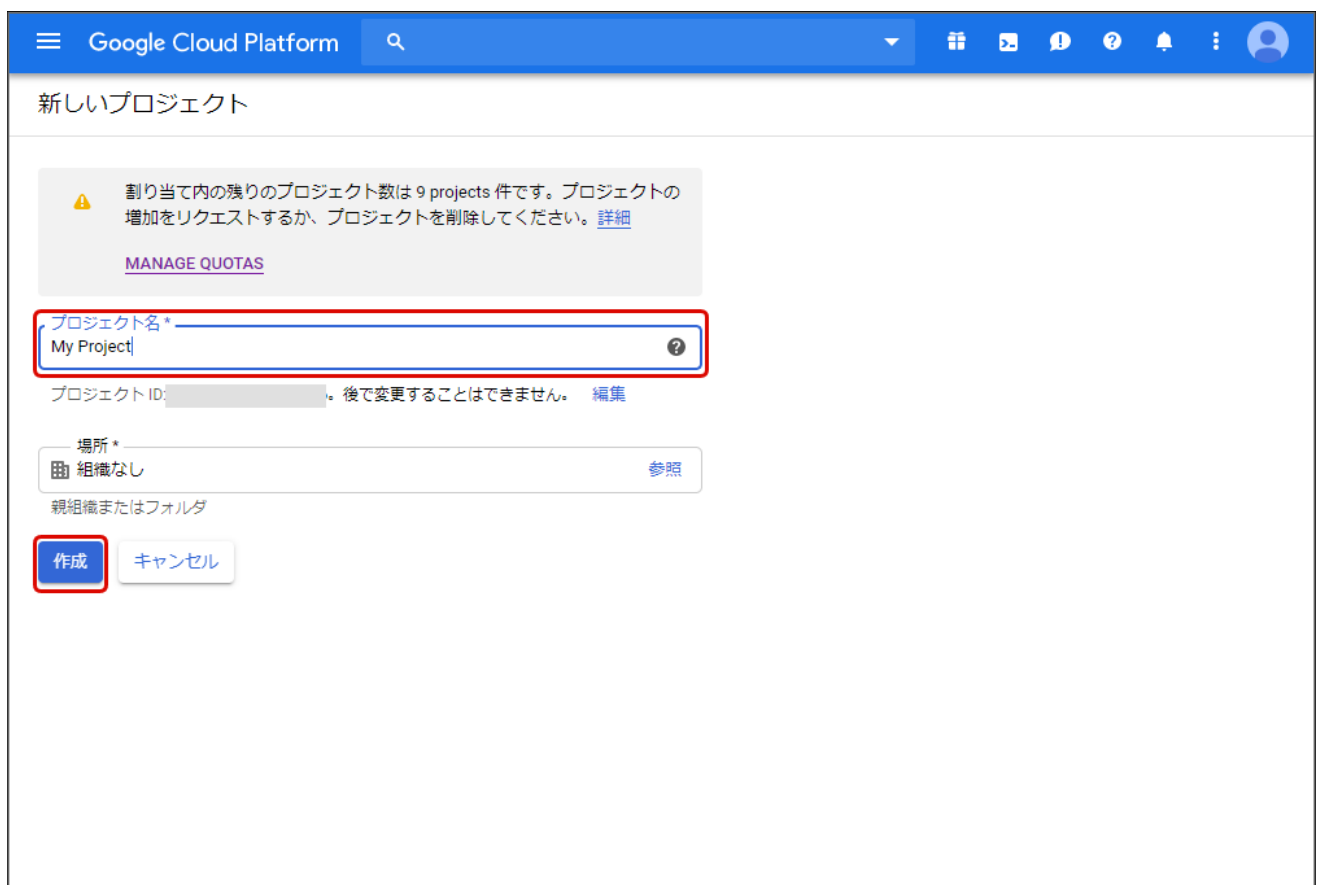 Google Cloud Platform
新しいプロジェクト
割り当て内の残りのプロジェクト数は 9 projects 件です。プロジェクトの
増加をリクエストするか、プロジェクトを削除してください。詳細
MANAGE QUOTAS
プロジェクト名 *
My Project
プロジェクト ID: 。後で変更することはできません。 編集
場所 *
組織なし 参照
親組織またはフォルダ
作成 キャンセル